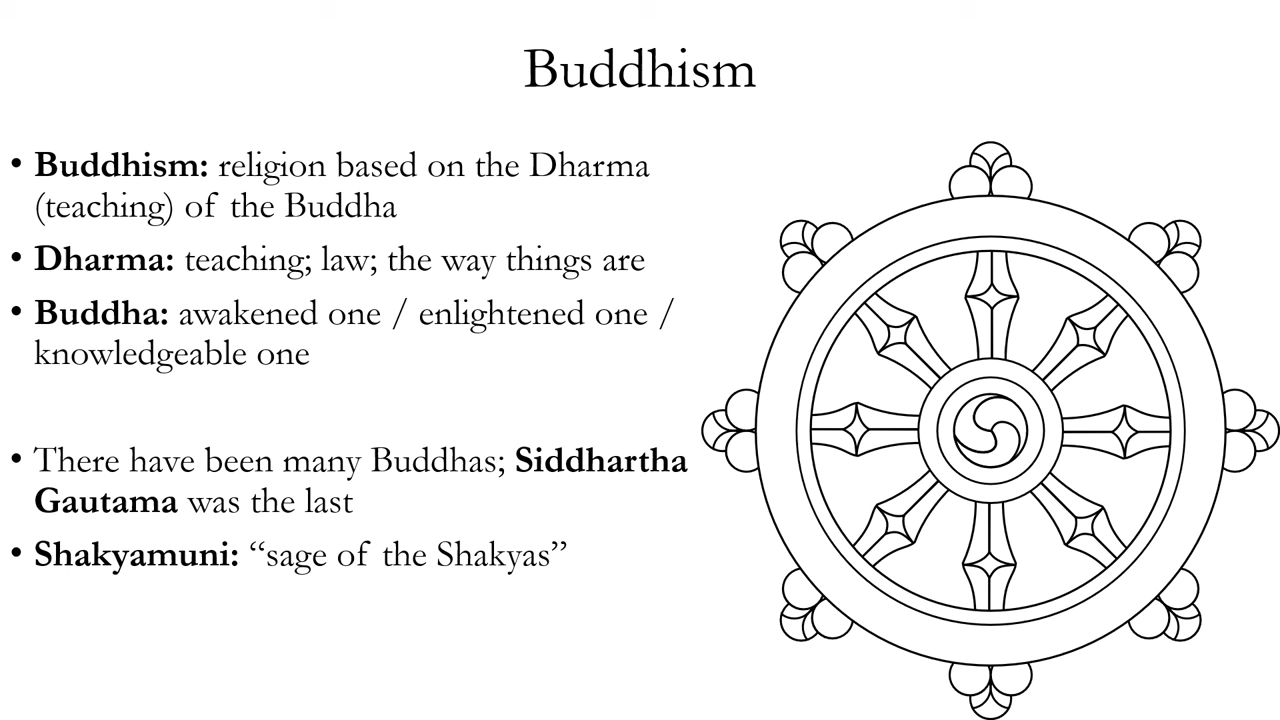 Buddhism
• Buddhism: religion based on the Dharma
(teaching) of the Buddha
• Dharma: teaching; law; the way things are
• Buddha: awakened one / enlightened one /
knowledgeable one
• There have been many Buddhas; Siddhartha
Gautama was the last
• Shakyamuni: “sage of the Shakyas”